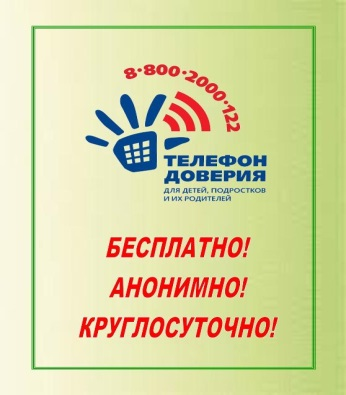 8·800·2000·122
ТЕЛЕФОН
ДОВЕРИЯ
ДЛЯ ДЕТЕЙ, ПОДРОСТКОВ
И ИХ РОДИТЕЛЕЙ
БЕСПЛАТНО!
АНОНИМНО!
КРУГЛОСУТОЧНО!